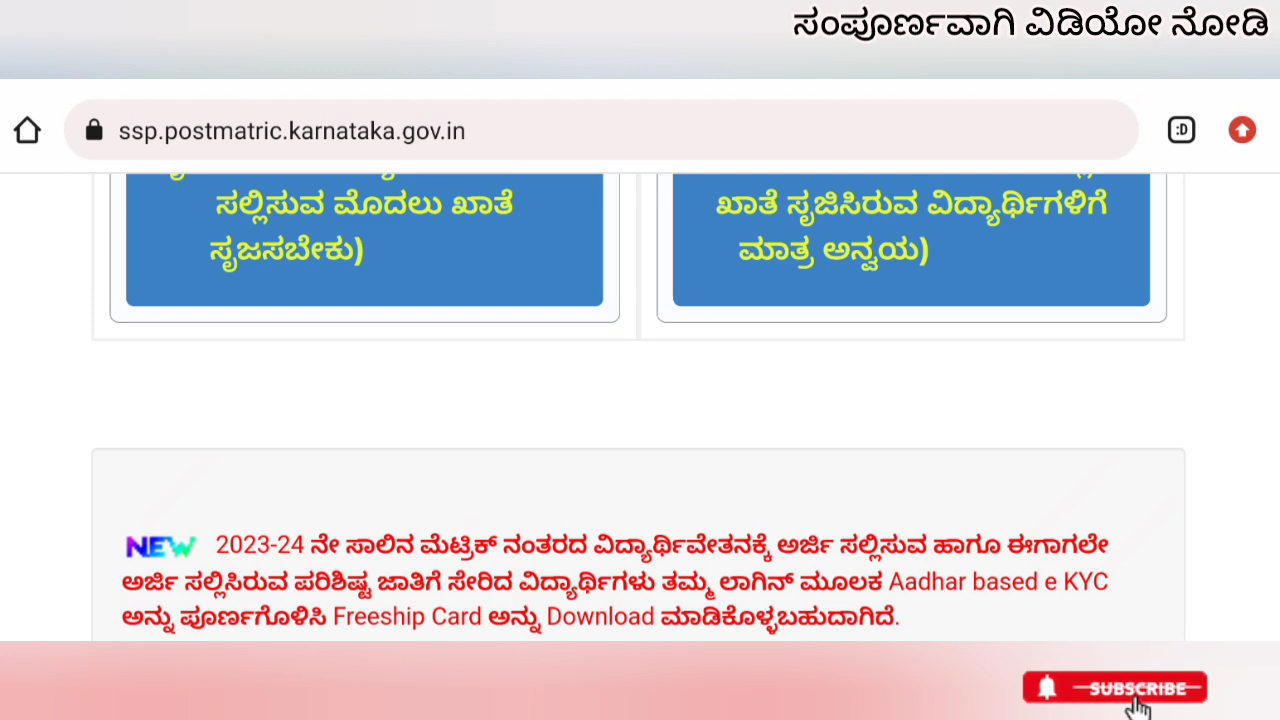 ಸಂಪೂರ್ಣವಾಗಿ ವಿಡಿಯೋ ನೋಡಿ
ssp.postmatric.karnataka.gov.in
:D
ಸಲ್ಲಿಸುವ ಮೊದಲು ಖಾತೆ
ಸೃಜಸಬೇಕು)
ಖಾತೆ ಸೃಜಿಸಿರುವ ವಿದ್ಯಾರ್ಥಿಗಳಿಗೆ
ಮಾತ್ರ ಅನ್ವಯ)
NEW 2023-24 ನೇ ಸಾಲಿನ ಮೆಟ್ರಿಕ್ ನಂತರದ ವಿದ್ಯಾರ್ಥಿವೇತನಕ್ಕೆ ಅರ್ಜಿ ಸಲ್ಲಿಸುವ ಹಾಗೂ ಈಗಾಗಲೇ
ಅರ್ಜಿ ಸಲ್ಲಿಸಿರುವ ಪರಿಶಿಷ್ಟ ಜಾತಿಗೆ ಸೇರಿದ ವಿದ್ಯಾರ್ಥಿಗಳು ತಮ್ಮ ಲಾಗಿನ್ ಮೂಲಕ Aadhar based e KYC
ಅನ್ನು ಪೂರ್ಣಗೊಳಿಸಿ Freeship Card ಅನ್ನು Download ಮಾಡಿಕೊಳ್ಳಬಹುದಾಗಿದೆ.
SUBSCRIBE